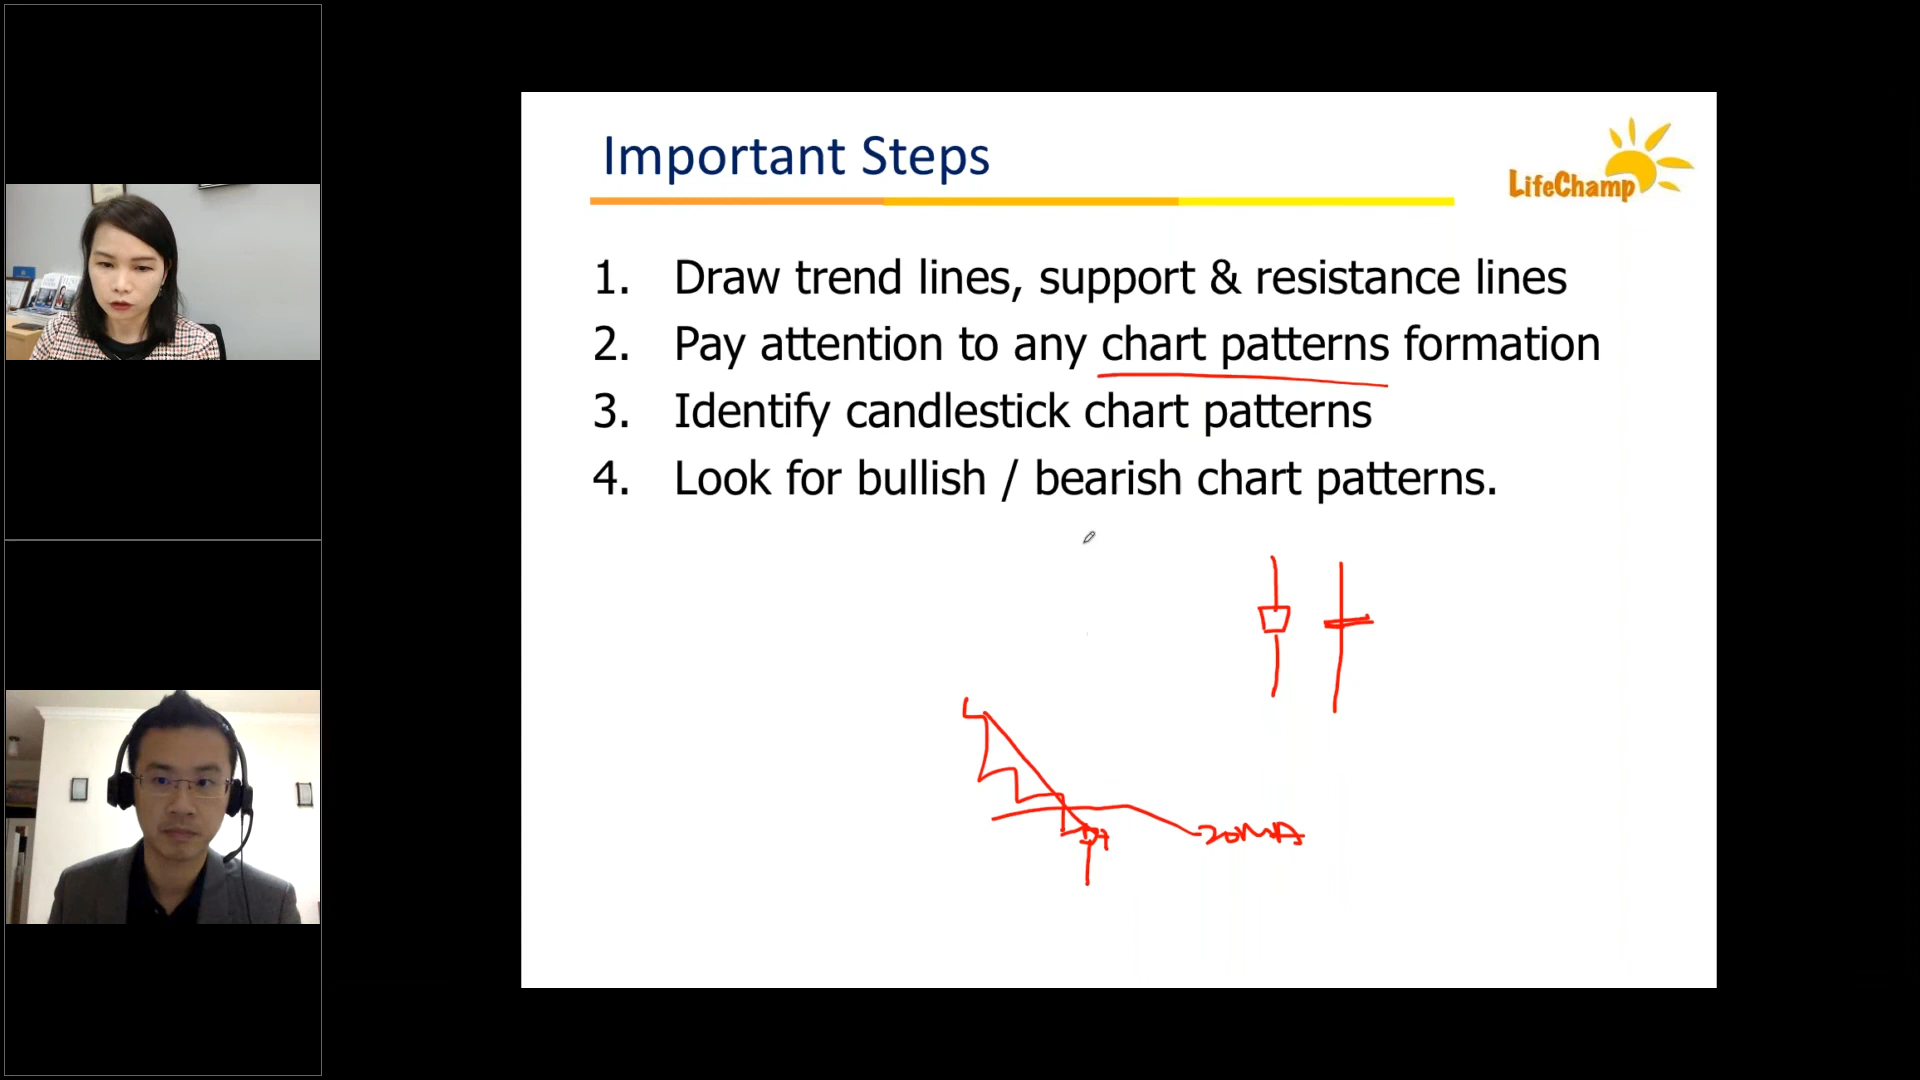 Important Steps
LifeChamp
1. Draw trend lines, support & resistance lines
2. Pay attention to any chart patterns formation
3. Identify candlestick chart patterns
4. Look for bullish / bearish chart patterns.
20MA